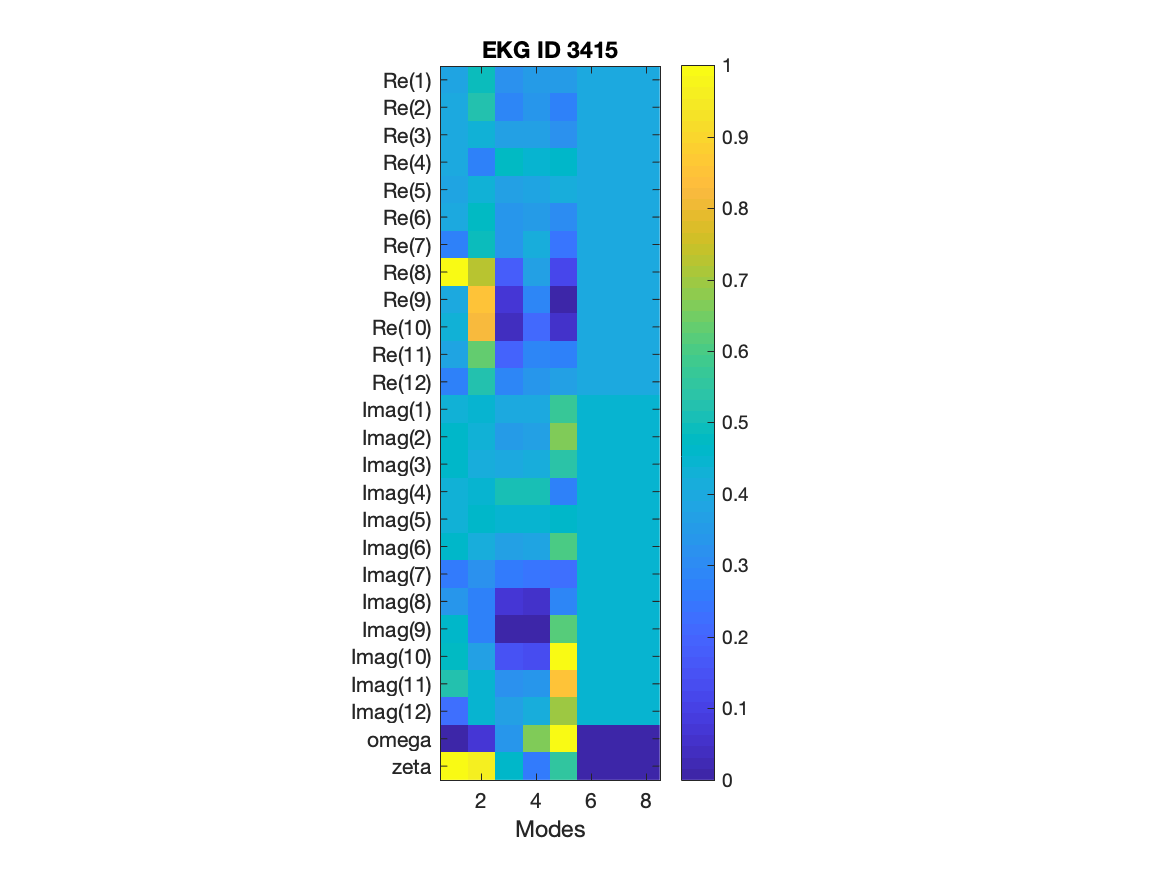 EKG ID 3415
Re(1)
Re(2)
Re(3)
Re(4)
Re(5)
Re(6)
Re(7)
Re(8)
Re(9)
Re(10)
Re(11)
Re(12)
Imag(1)
Imag(2)
Imag(3)
Imag(4)
Imag(5)
Imag(6)
Imag(7)
Imag(8)
Imag(9)
Imag(10)
Imag(11)
Imag(12)
omega
zeta
2 4 6 8
Modes
1
0.9
0.8
0.7
0.6
0.5
0.4
0.3
0.2
0.1
0